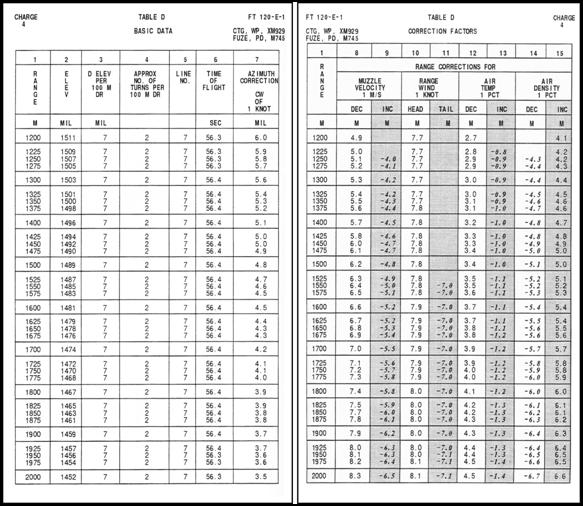 CHARGE TABLE D FT 120-E-1
4
BASIC DATA CTG, WP, XM929
FUZE, PD, M745
1 2 3 4 5 6 7
RANGE ELEV D ELEV PER 100 M DR APPROX NO. OF TURNS PER 100 M DR LINE NO. TIME OF FLIGHT AZIMUTH CORRECTION CW OF 1 KNOT
M MIL MIL SEC MIL
1200 1511 7 2 7 56.3 6.0
1225 1509 7 2 7 56.3 5.9
1250 1507 7 2 7 56.3 5.8
1275 1505 7 2 7 56.3 5.7
1300 1503 7 2 7 56.4 5.6
1325 1501 7 2 7 56.4 5.4
1350 1500 7 2 7 56.4 5.3
1375 1498 7 2 7 56.4 5.2
1400 1496 7 2 7 56.4 5.1
1425 1494 7 2 7 56.4 5.0
1450 1492 7 2 7 56.4 5.0
1475 1490 7 2 7 56.4 4.9
1500 1489 7 2 7 56.4 4.8
1525 1487 7 2 7 56.4 4.7
1550 1485 7 2 7 56.4 4.6
1575 1483 7 2 7 56.4 4.5
1600 1481 7 2 7 56.4 4.5
1625 1479 7 2 7 56.4 4.4
1650 1478 7 2 7 56.4 4.3
1675 1476 7 2 7 56.4 4.3
1700 1474 7 2 7 56.4 4.2
1725 1472 7 2 7 56.4 4.1
1750 1470 7 2 7 56.4 4.1
1775 1468 7 2 7 56.4 4.0
1800 1467 7 2 7 56.4 3.9
1825 1465 7 2 7 56.4 3.9
1850 1463 7 2 7 56.4 3.8
1875 1461 7 2 7 56.4 3.8
1900 1459 7 2 7 56.4 3.7
1925 1457 7 2 7 56.4 3.7
1950 1456 7 2 7 56.3 3.6
1975 1454 7 2 7 56.3 3.6
2000 1452 7 2 7 56.3 3.5
FT 120-E-1 TABLE D CHARGE
4
CTG, WP, XM929 CORRECTION FACTORS
FUZE, PD, M745
1 8 9 10 11 12 13 14 15
RANGE RANGE CORRECTIONS FOR
MUZZLE VELOCITY 1 M/S RANGE WIND 1 KNOT AIR TEMP 1 PCT AIR DENSITY 1 PCT
DEC INC HEAD TAIL DEC INC DEC INC
M M M M M M M M M
1200 4.9 7.7 2.7 4.1
1225 5.0 7.7 2.8 -0.8 4.2
1250 5.1 -4.0 7.7 2.9 -0.9 -4.3 4.2
1275 5.2 -4.1 7.7 2.9 -0.9 -4.4 4.3
1300 5.3 -4.2 7.7 3.0 -0.9 -4.4 4.4
1325 5.4 -4.2 7.7 3.0 -0.9 -4.5 4.5
1350 5.5 -4.3 7.8 3.1 -0.9 -4.6 4.6
1375 5.6 -4.4 7.8 3.1 -1.0 -4.7 4.6
1400 5.7 -4.5 7.8 3.2 -1.0 -4.8 4.7
1425 5.8 -4.6 7.8 3.3 -1.0 -4.8 4.8
1450 6.0 -4.7 7.8 3.3 -1.0 -4.9 4.9
1475 6.1 -4.7 7.8 3.4 -1.0 -5.0 5.0
1500 6.2 -4.8 7.8 3.4 -1.0 -5.1 5.0
1525 6.3 -4.9 7.8 3.5 -1.1 -5.2 5.1
1550 6.4 -5.0 7.8 -7.0 3.5 -1.1 -5.2 5.2
1575 6.5 -5.1 7.8 -7.0 3.6 -1.1 -5.3 5.3
1600 6.6 -5.2 7.9 -7.0 3.7 -1.1 -5.4 5.4
1625 6.7 -5.2 7.9 -7.0 3.7 -1.1 -5.5 5.4
1650 6.8 -5.3 7.9 -7.0 3.8 -1.1 -5.6 5.5
1675 6.9 -5.4 7.9 -7.0 3.8 -1.1 -5.6 5.6
1700 7.0 -5.5 7.9 -7.0 3.9 -1.2 -5.7 5.7
1725 7.1 -5.6 7.9 -7.0 3.9 -1.2 -5.8 5.8
1750 7.2 -5.7 7.9 -7.0 4.0 -1.2 -5.9 5.8
1775 7.3 -5.8 7.9 -7.0 4.0 -1.2 -6.0 5.9
1800 7.4 -5.8 8.0 -7.0 4.1 -1.2 -6.0 6.0
1825 7.5 -5.9 8.0 -7.0 4.2 -1.3 -6.1 6.1
1850 7.7 -6.0 8.0 -7.0 4.2 -1.3 -6.2 6.1
1875 7.8 -6.1 8.0 -7.0 4.3 -1.3 -6.3 6.2
1900 7.9 -6.2 8.0 -7.0 4.3 -1.3 -6.4 6.3
1925 8.0 -6.3 8.0 -7.0 4.4 -1.3 -6.4 6.4
1950 8.1 -6.3 8.0 -7.1 4.4 -1.3 -6.5 6.4
1975 8.2 -6.4 8.1 -7.1 4.5 -1.4 -6.6 6.5
2000 8.3 -6.5 8.1 -7.1 4.5 -1.4 -6.7 6.6